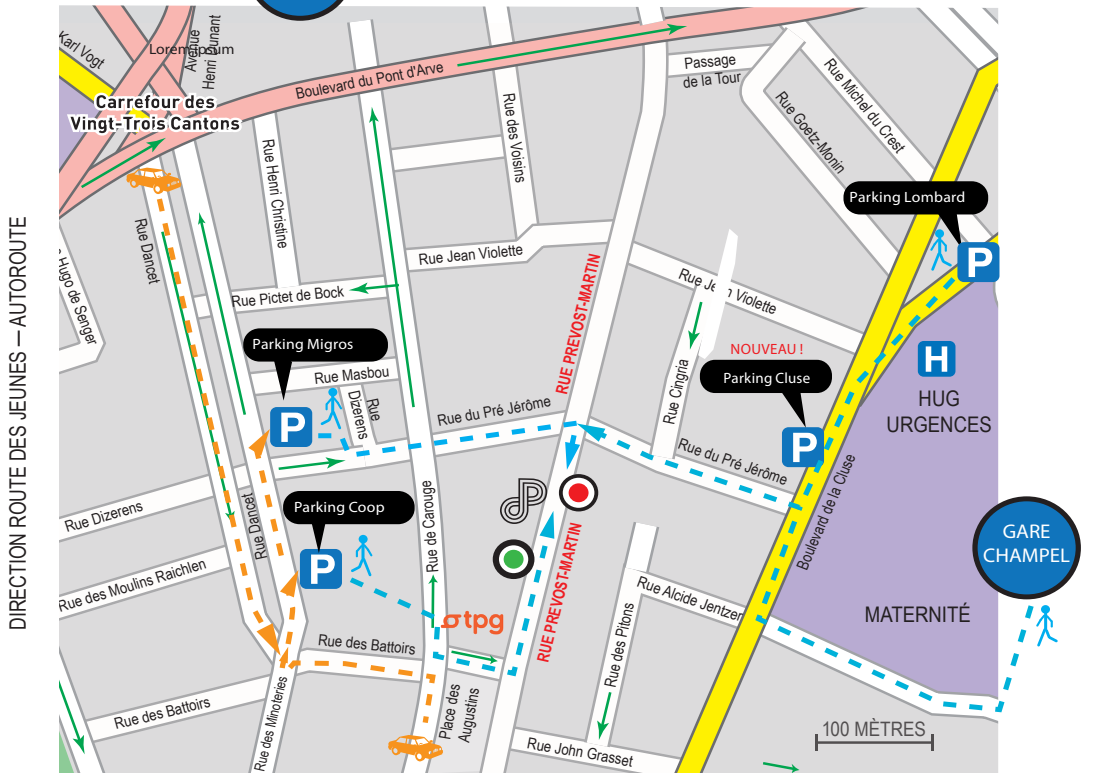 DIRECTION ROUTE DES JEUNES – AUTOROUTE
Karl Vogt
Lorem ipsum
Avenue
Henri Dunant
Carrefour des
Vingt-Trois Cantons
Boulevard du Pont d'Arve
Passage
de la Tour
Rue Michel du Crest
Rue Goetz-Monin
Rue des Voisins
Rue Henri Christine
Rue Dancet
Hugo de Senger
Parking Lombard
P
Rue Jean Violette
Rue Jean Violette
Rue Pictet de Bock
RUE PREVOST-MARTIN
NOUVEAU !
Parking Cluse
P
H
HUG
URGENCES
Parking Migros
P
Rue Masbou
Rue
Dizerens
Rue du Pré Jérôme
Rue Cingria
Rue du Pré Jérôme
Boulevard de la Cluse
Rue Dizerens
Rue Dancet
Parking Coop
P
Rue de Carouge
RUE PREVOST-MARTIN
GARE
CHAMPEL
Rue des Moulins Raichlen
tpg
Rue Alcide Jentzer
MATERNITÉ
Rue des Pitons
Rue des Battoirs
Rue des Battoirs
Rue des Minoteries
Place des
Augustins
Rue John Grasset
100 MÈTRES